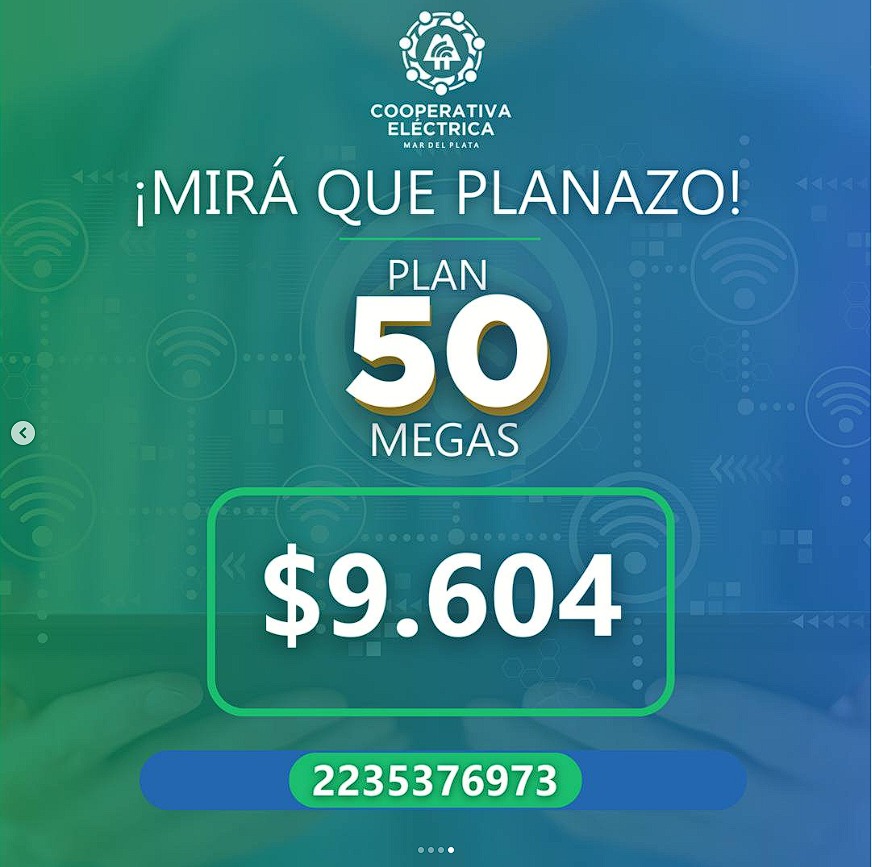 COOPERATIVA
ELÉCTRICA
MAR DEL PLATA
¡MIRÁ QUE PLANAZO!
PLAN
50
MEGAS
$9.604
2235376973